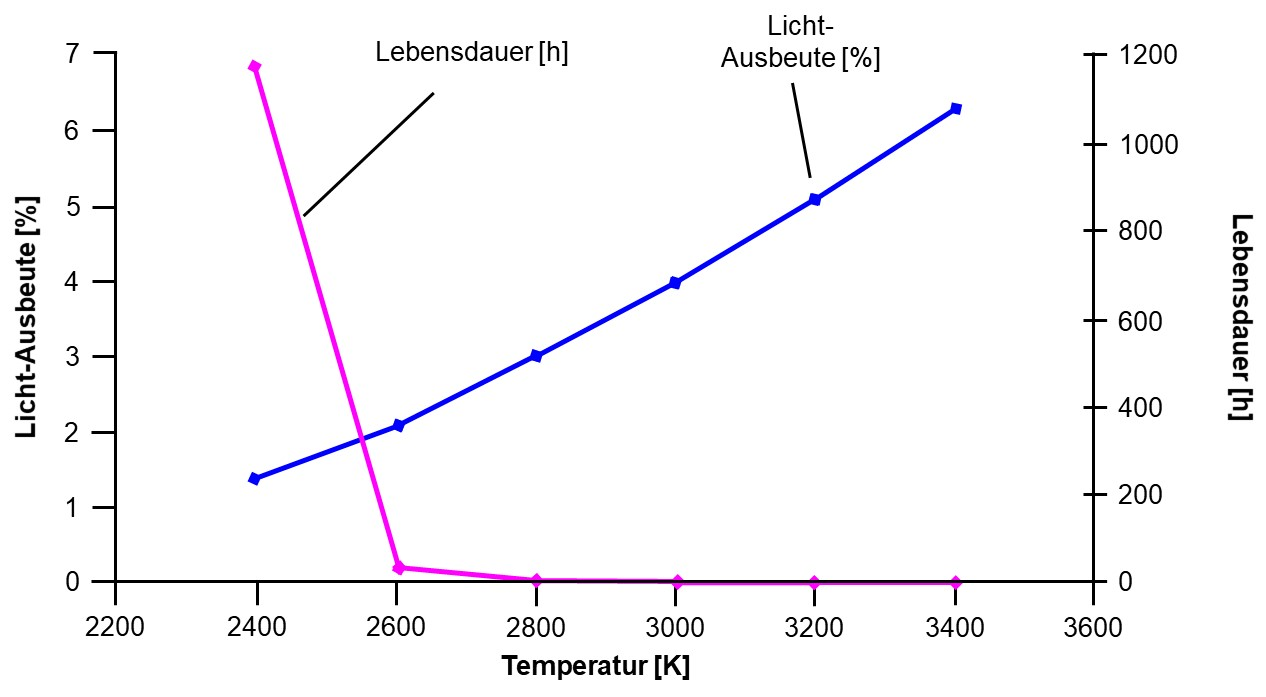 Licht-
Ausbeute [%]
Lebensdauer [h]
7
6
5
4
3
2
1
0
Licht-Ausbeute [%]
1200
1000
800
600
400
200
0
Lebensdauer [h]
2200 2400 2600 2800 3000 3200 3400 3600
Temperatur [K]